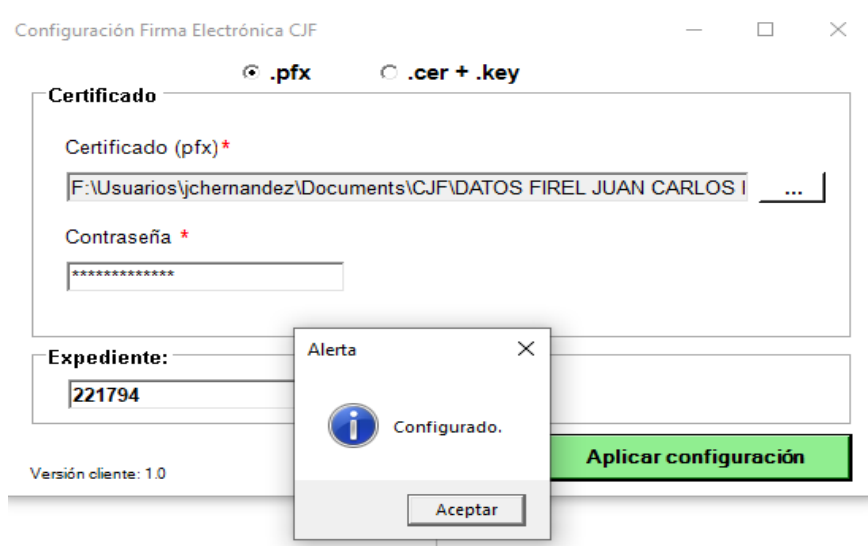 Configuración Firma Electrónica CJF
.pfx .cer + .key
Certificado
Certificado (pfx)*
F:\Usuarios\jchernandez\Documents\CJF\DATOS FIREL JUAN CARLOS
...
Contraseña *
*************
Expediente:
221794
Alerta
Configurado.
Aceptar
Aplicar configuración
Versión cliente: 1.0